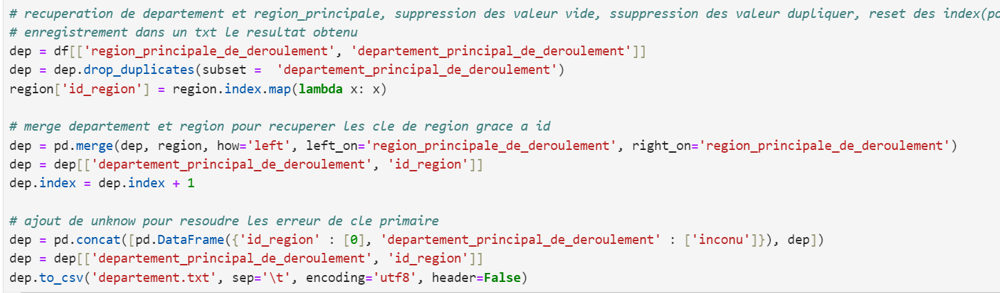 # recuperation de departement et region_principale, suppression des valeur vide, ssuppression des valeur dupliquer, reset des index(po
# enregistrement dans un txt le resultat obtenu
dep = df[['region_principale_de_deroulement', 'departement_principal_de_deroulement']]
dep = dep.drop_duplicates(subset =  'departement_principal_de_deroulement')
region['id_region'] = region.index.map(lambda x: x)
# merge departement et region pour recuperer les cle de region grace a id
dep = pd.merge(dep, region, how='left', left_on='region_principale_de_deroulement', right_on='region_principale_de_deroulement')
dep = dep[['departement_principal_de_deroulement', 'id_region']]
dep.index = dep.index + 1
# ajout de unknow pour resoudre les erreur de cle primaire
dep = pd.concat([pd.DataFrame({'id_region' : [0], 'departement_principal_de_deroulement' : ['inconu']}), dep])
dep = dep[['departement_principal_de_deroulement', 'id_region']]
dep.to_csv('departement.txt', sep='\t', encoding='utf8', header=False)